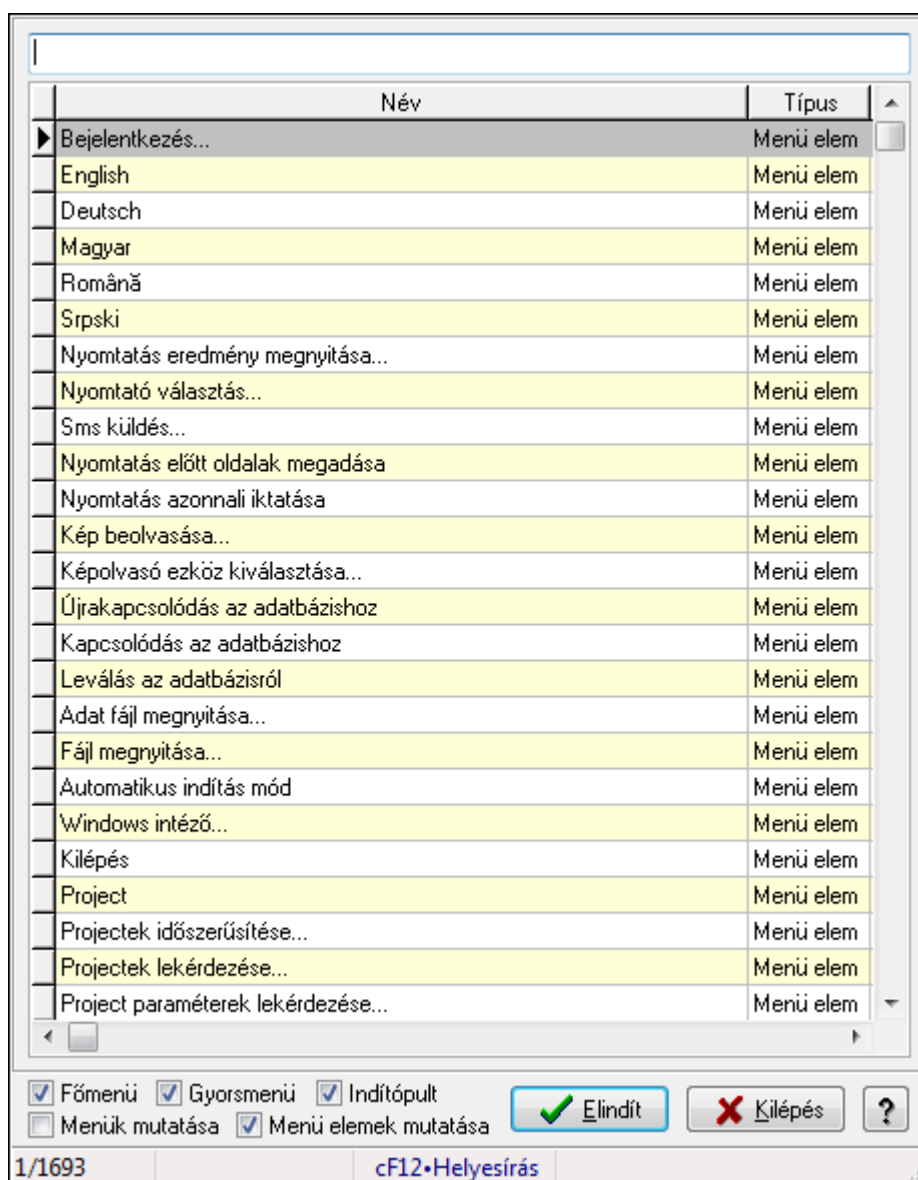 Név Típus
Bejelentkezés... Menü elem
English Menü elem
Deutsch Menü elem
Magyar Menü elem
Română Menü elem
Srpski Menü elem
Nyomtatás eredmény megnyitása... Menü elem
Nyomtató választás... Menü elem
Sms küldés... Menü elem
Nyomtatás előtt oldalak megadása Menü elem
Nyomtatás azonnali iktatása Menü elem
Kép beolvasása... Menü elem
Képolvasó ezköz kiválasztása... Menü elem
Újrakapcsolódás az adatbázishoz Menü elem
Kapcsolódás az adatbázishoz Menü elem
Leválás az adatbázisról Menü elem
Adat fájl megnyitása... Menü elem
Fájl megnyitása... Menü elem
Automatikus indítás mód Menü elem
Windows intéző... Menü elem
Kilépés Menü elem
Project Menü elem
Projectek időszerűsítése... Menü elem
Projectek lekérdezése... Menü elem
Project paraméterek lekérdezése... Menü elem
Főmenü Gyorsmenü Indítópult
Menük mutatása Menü elemek mutatása
Elindít Kilépés ?
1/1693 cF12•Helyesírás